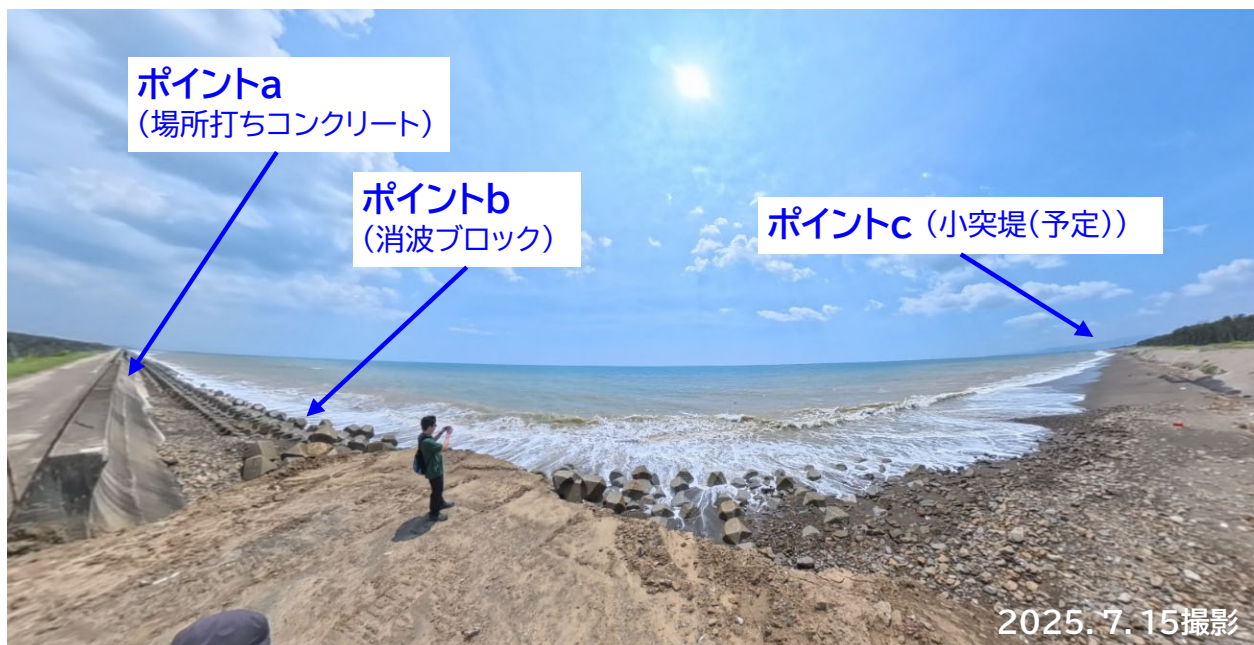 ポイントa
（場所打ちコンクリート）
ポイントb
（消波ブロック）
ポイントc（小突堤（予定））
2025.7.15撮影